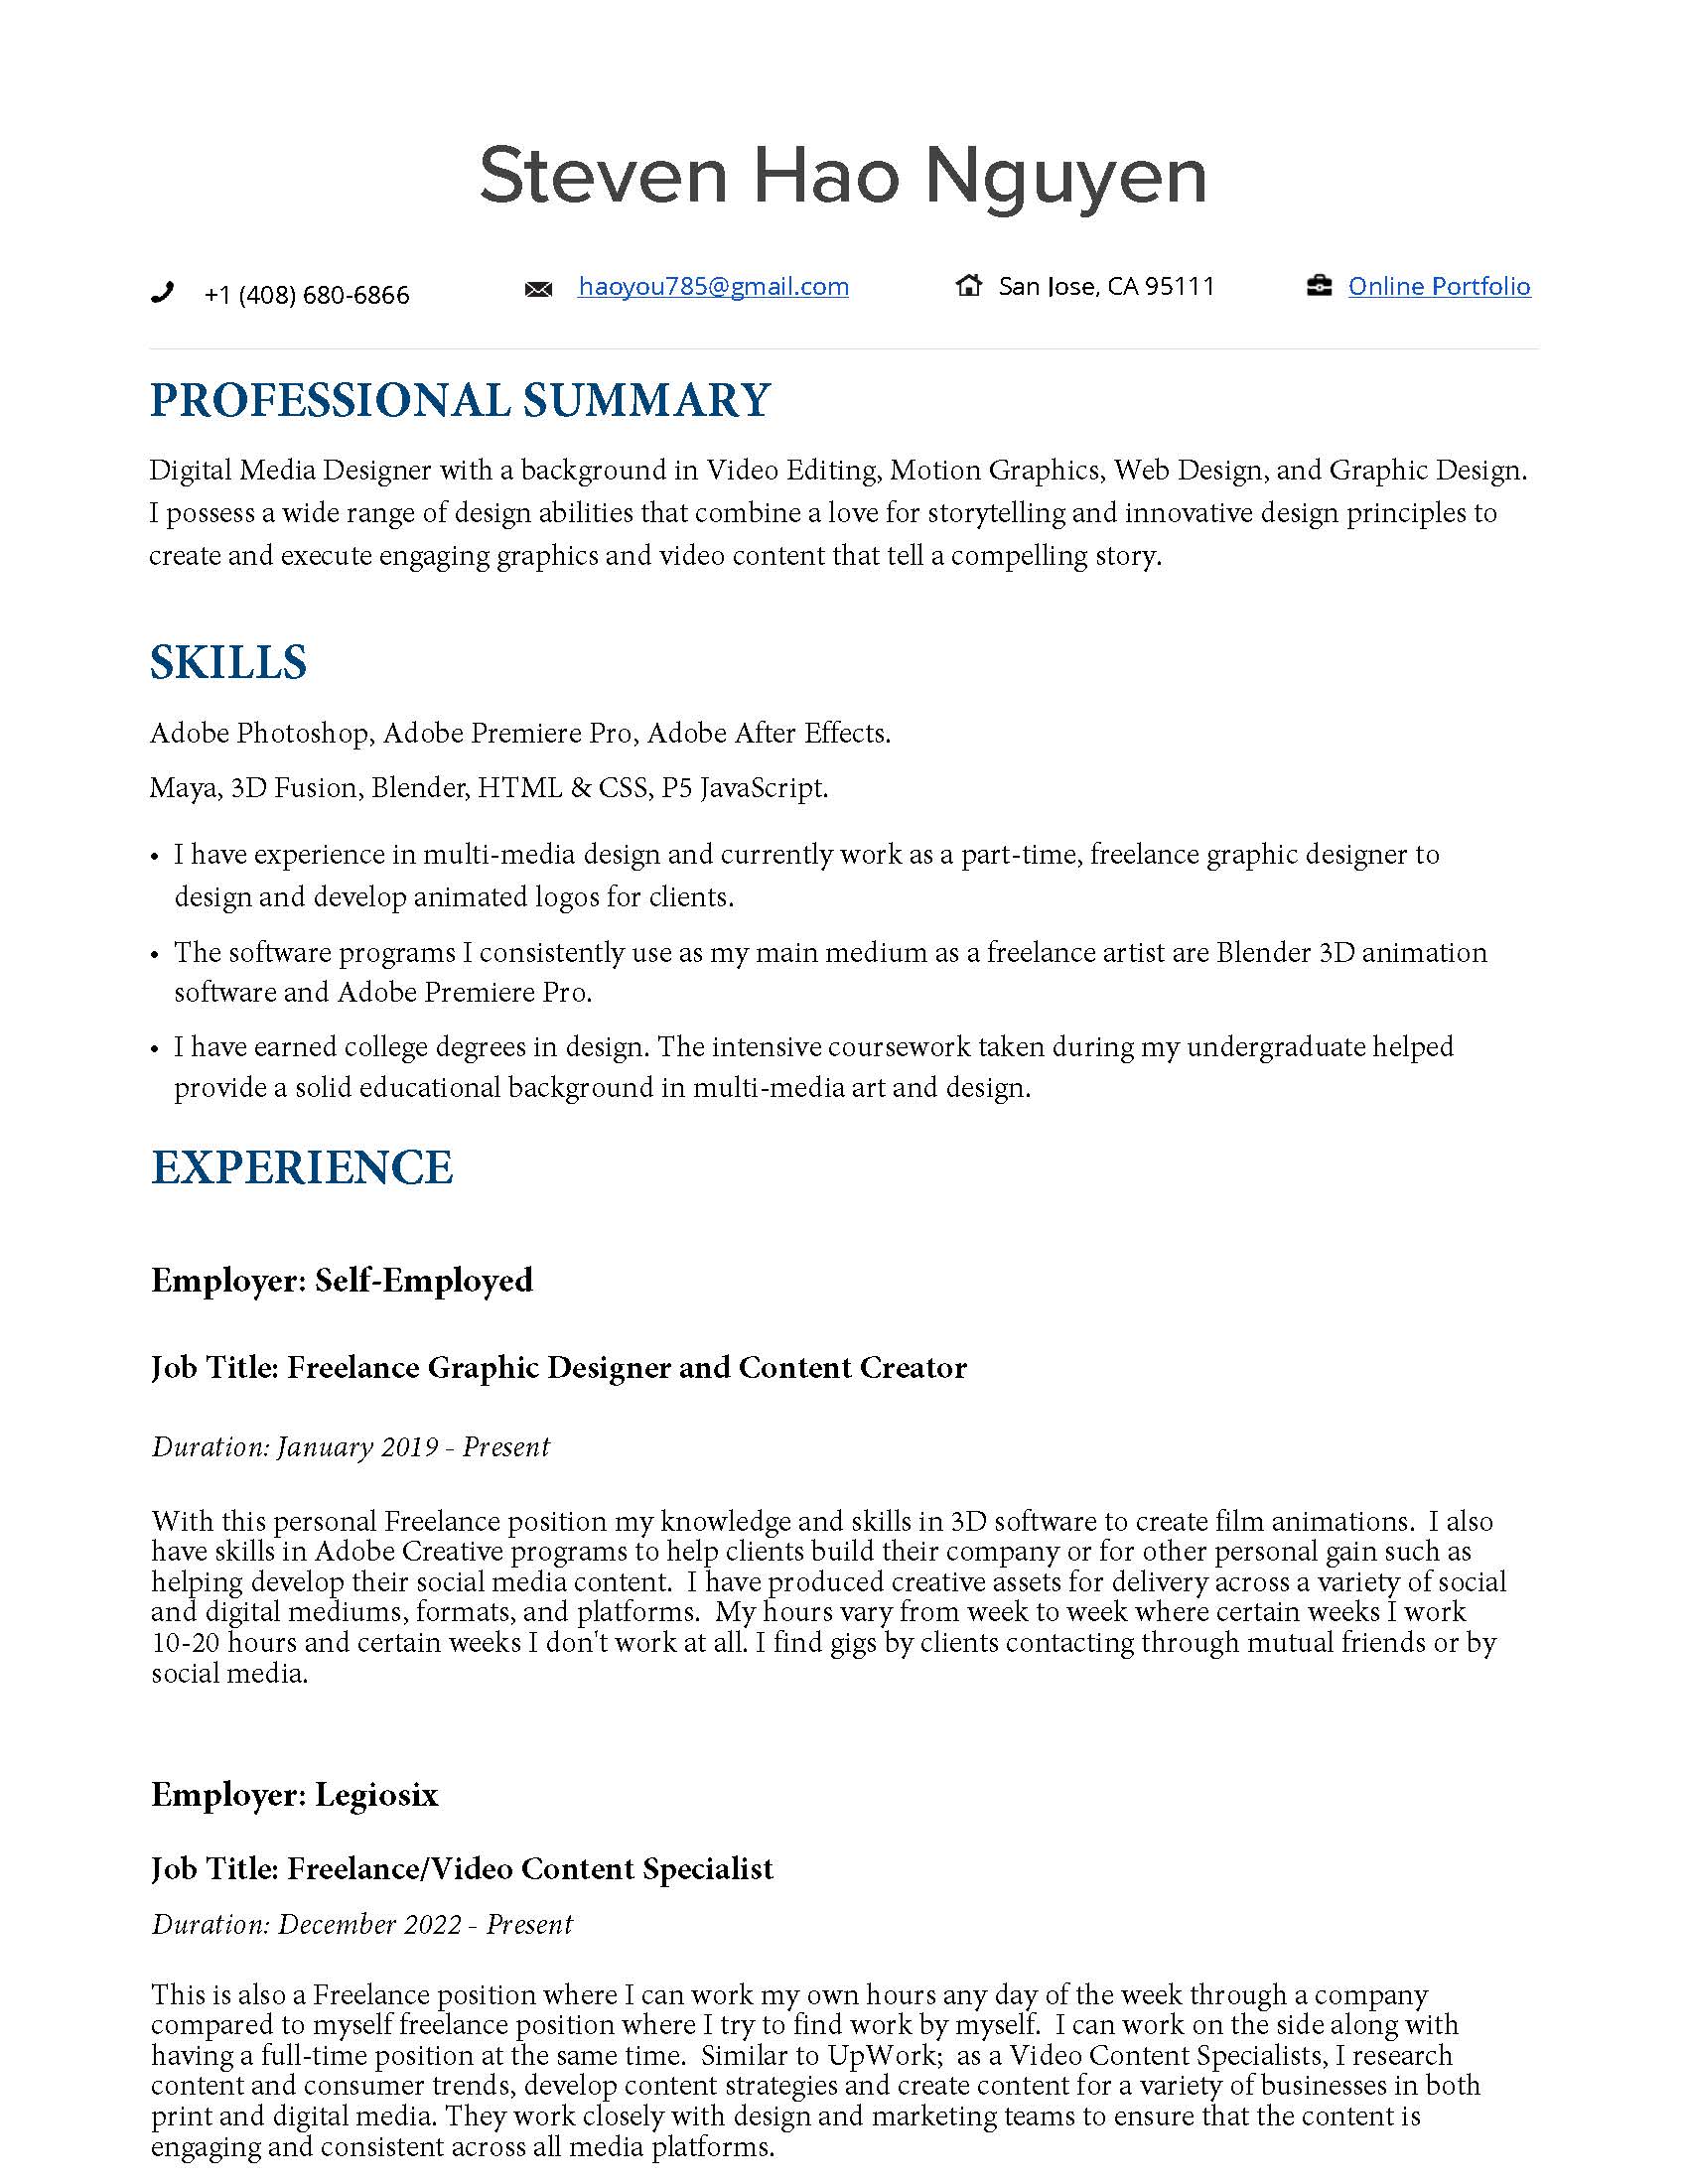 Steven Hao Nguyen
+1 (408) 680-6866 haoyou785@gmail.com San Jose, CA 95111 Online Portfolio
PROFESSIONAL SUMMARY
Digital Media Designer with a background in Video Editing, Motion Graphics, Web Design, and Graphic Design.
I possess a wide range of design abilities that combine a love for storytelling and innovative design principles to
create and execute engaging graphics and video content that tell a compelling story.
SKILLS
Adobe Photoshop, Adobe Premiere Pro, Adobe After Effects.
Maya, 3D Fusion, Blender, HTML & CSS, P5 JavaScript.
• I have experience in multi-media design and currently work as a part-time, freelance graphic designer to
design and develop animated logos for clients.
• The software programs I consistently use as my main medium as a freelance artist are Blender 3D animation
software and Adobe Premiere Pro.
• I have earned college degrees in design. The intensive coursework taken during my undergraduate helped
provide a solid educational background in multi-media art and design.
EXPERIENCE
Employer: Self-Employed
Job Title: Freelance Graphic Designer and Content Creator
Duration: January 2019 - Present
With this personal Freelance position my knowledge and skills in 3D software to create film animations.  I also
have skills in Adobe Creative programs to help clients build their company or for other personal gain such as
helping develop their social media content.  I have produced creative assets for delivery across a variety of social
and digital mediums, formats, and platforms.  My hours vary from week to week where certain weeks I work
10-20 hours and certain weeks I don't work at all. I find gigs by clients contacting through mutual friends or by
social media.
Employer: Legiosix
Job Title: Freelance/Video Content Specialist
Duration: December 2022 - Present
This is also a Freelance position where I can work my own hours any day of the week through a company
compared to myself freelance position where I try to find work by myself.  I can work on the side along with
having a full-time position at the same time.  Similar to UpWork;  as a Video Content Specialists, I research
content and consumer trends, develop content strategies and create content for a variety of businesses in both
print and digital media. They work closely with design and marketing teams to ensure that the content is
engaging and consistent across all media platforms.